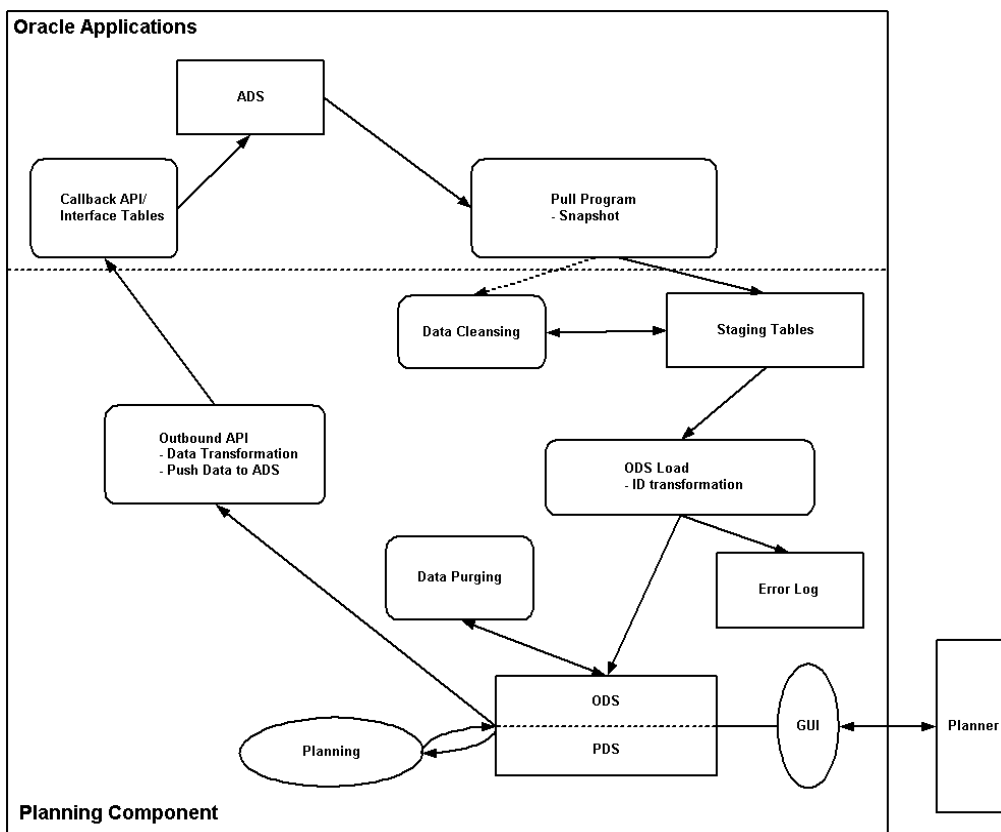 Oracle Applications
ADS
Callback API/
Interface Tables
Pull Program
- Snapshot
Data Cleansing
Staging Tables
Outbound API
- Data Transformation
- Push Data to ADS
ODS Load
- ID transformation
Data Purging
Error Log
ODS
PDS
Planning
GUI
Planner
Planning Component